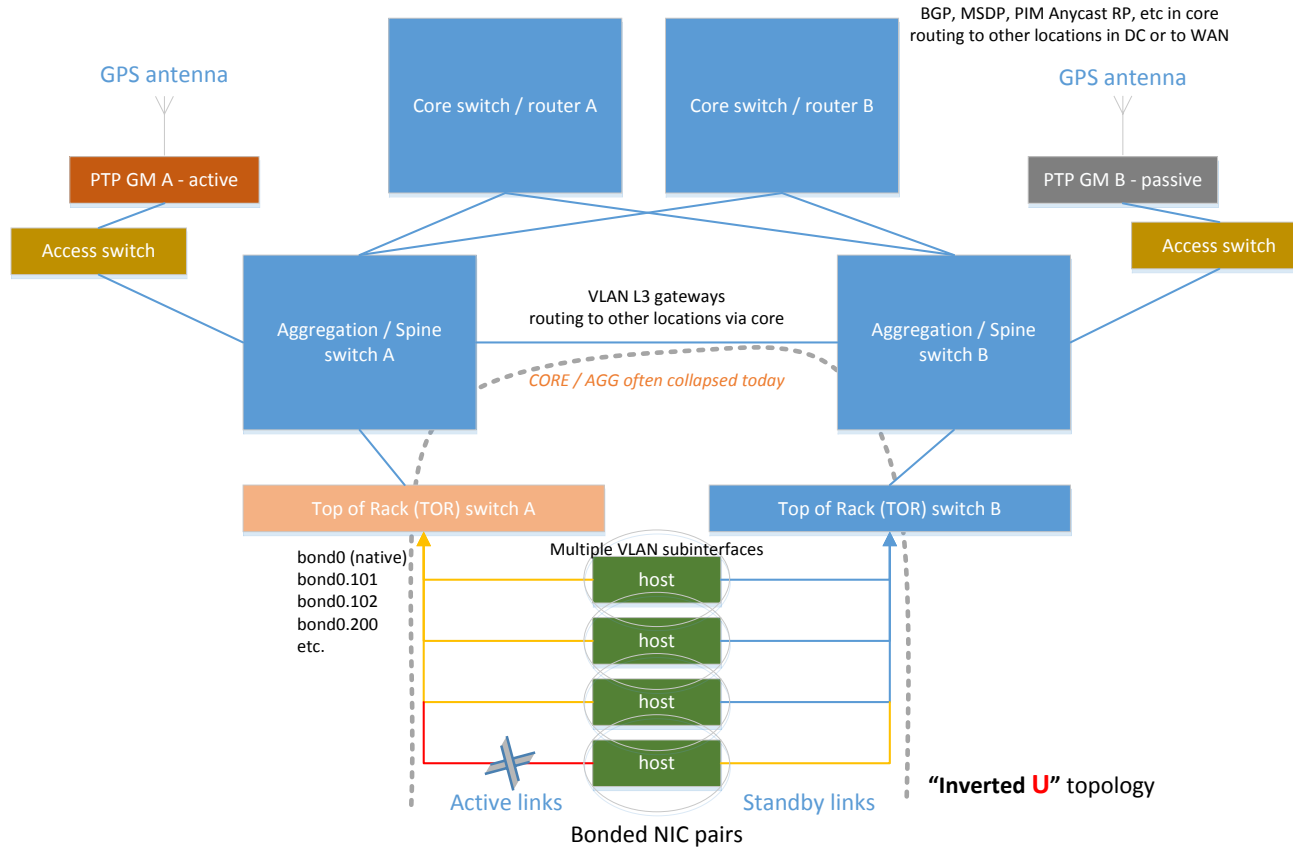 BGP, MSDP, PIM Anycast RP, etc in core
routing to other locations in DC or to WAN
GPS antenna
GPS antenna
Core switch / router A
Core switch / router B
PTP GM A - active
PTP GM B - passive
Access switch
Access switch
VLAN L3 gateways
routing to other locations via core
Aggregation / Spine
switch A
Aggregation / Spine
switch B
CORE / AGG often collapsed today
Top of Rack (TOR) switch A
Top of Rack (TOR) switch B
Multiple VLAN subinterfaces
bond0 (native)
bond0.101
bond0.102
bond0.200
etc.
host
host
host
host
Active links
Standby links
“Inverted U” topology
Bonded NIC pairs